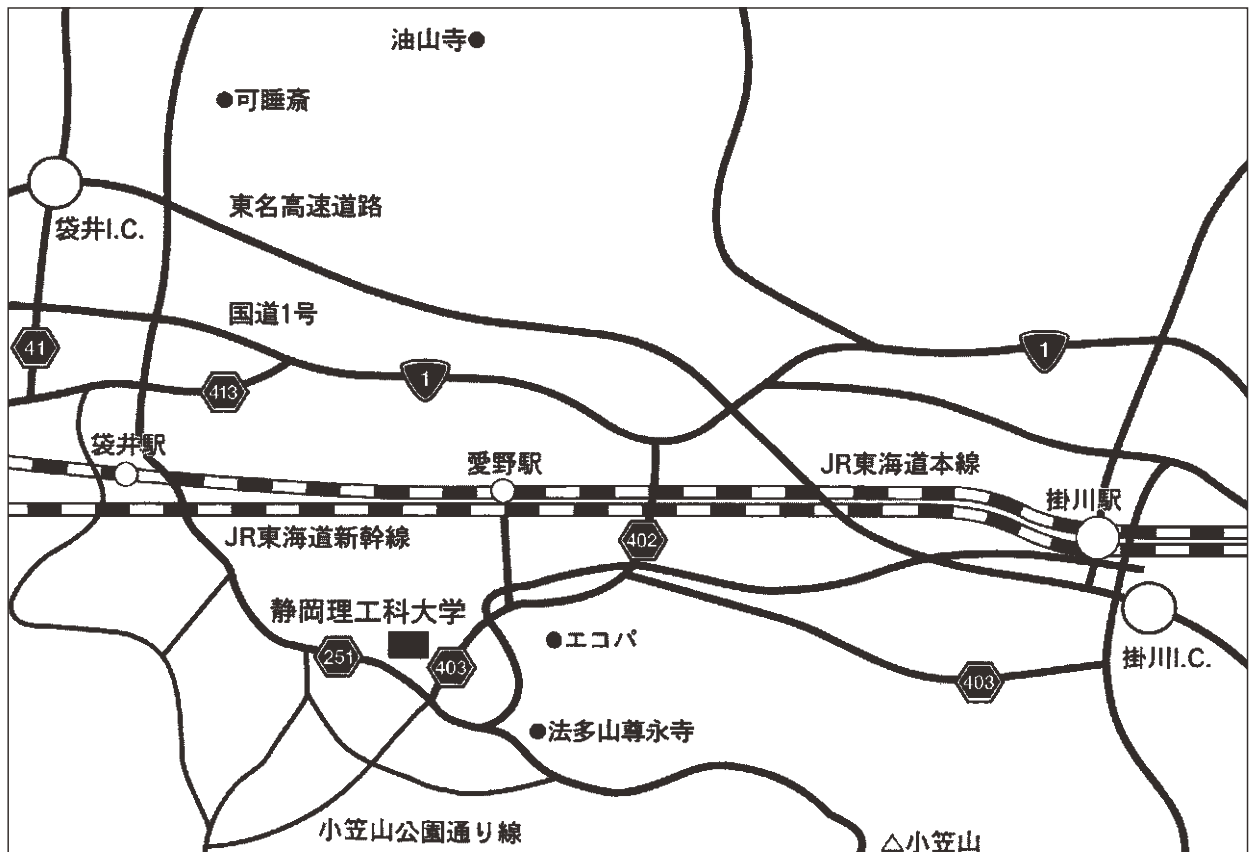 油山寺
可睡斎
東名高速道路
袋井I.C.
国道1号
41
1
1
413
袋井駅
愛野駅
JR東海道本線
掛川駅
JR東海道新幹線
402
静岡理工科大学
エコパ
251
403
掛川I.C.
403
法多山尊永寺
小笠山公園通り線
△小笠山